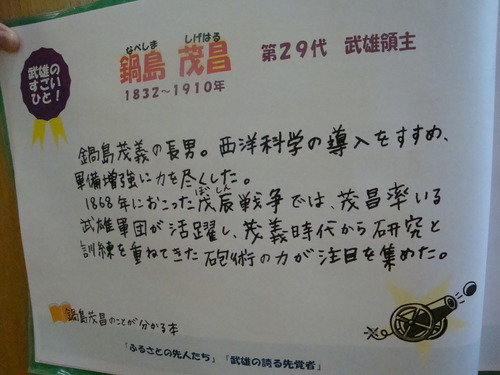 なべしま しげはる
鍋島 茂昌 第29代 武雄領主
1832~1910年
武雄の
すごい
ひと!
鍋島茂義の長男。西洋科学の導入をすすめ、
軍備増強に力を尽くした。
ぼしん
1868年におこった茂辰戦争では、茂昌率いる
武雄軍団が活躍し、茂義時代から研究と
訓練を重ねてきた砲術の力が注目を集めた。
鍋島茂昌のことが分かる本
「ふるさとの先人たち」「武雄の誇る先覚者」